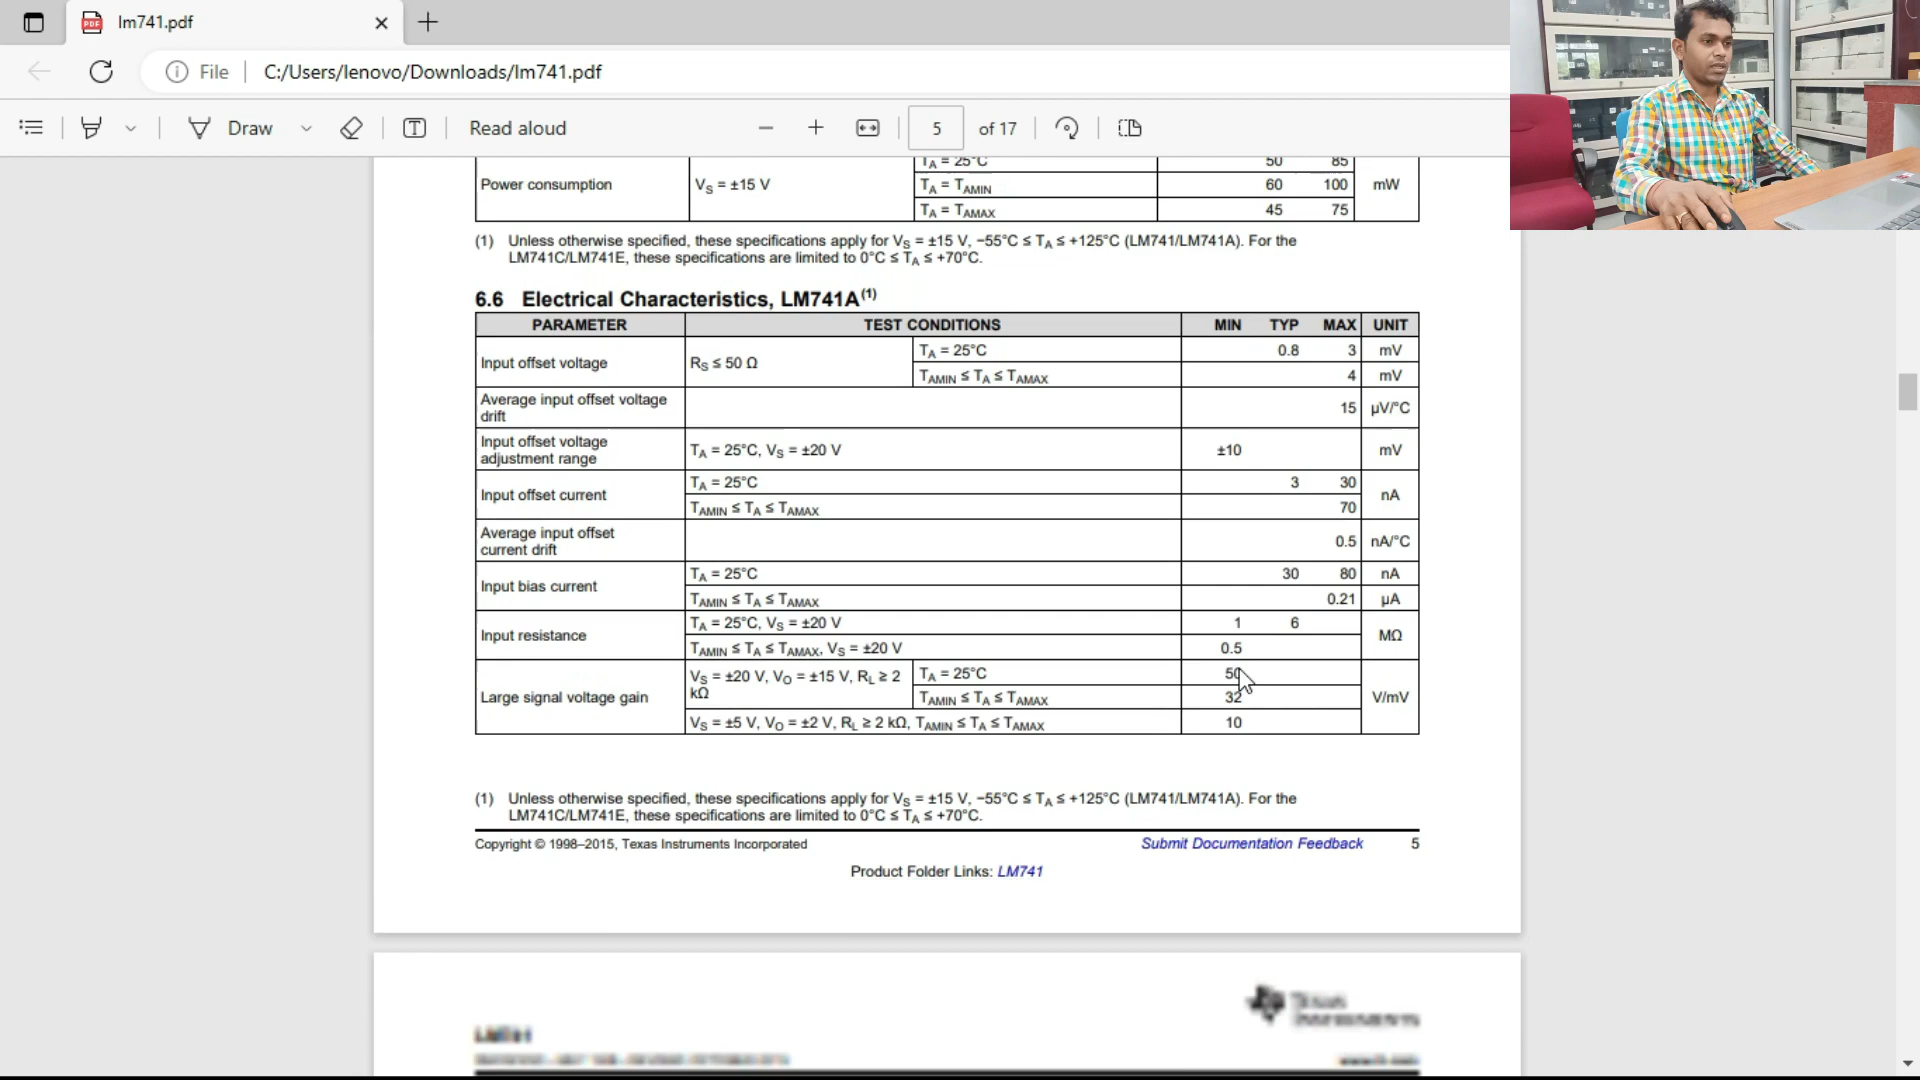 lm741.pdf
File C:/Users/lenovo/Downloads/lm741.pdf
Draw Read aloud 5 of 17
TA = 25°C 50 85
Power consumption VS = ±15 V TA = TAMIN 60 100 mW
TA = TAMAX 45 75
(1) Unless otherwise specified, these specifications apply for VS = ±15 V, −55°C ≤ TA ≤ +125°C (LM741/LM741A). For the
LM741C/LM741E, these specifications are limited to 0°C ≤ TA ≤ +70°C.
6.6 Electrical Characteristics, LM741A(1)
PARAMETER TEST CONDITIONS MIN TYP MAX UNIT
Input offset voltage RS ≤ 50 Ω TA = 25°C 0.8 3 mV
TAMIN ≤ TA ≤ TAMAX 4 mV
Average input offset voltage
drift 15 µV/°C
Input offset voltage
adjustment range TA = 25°C, VS = ±20 V ±10 mV
Input offset current TA = 25°C 3 30 nA
TAMIN ≤ TA ≤ TAMAX 70
Average input offset
current drift 0.5 nA/°C
Input bias current TA = 25°C 30 80 nA
TAMIN ≤ TA ≤ TAMAX 0.21 µA
Input resistance TA = 25°C, VS = ±20 V 1 6 MΩ
TAMIN ≤ TA ≤ TAMAX, VS = ±20 V 0.5
Large signal voltage gain VS = ±20 V, VO = ±15 V, RL ≥ 2
kΩ TA = 25°C 50 V/mV
TAMIN ≤ TA ≤ TAMAX 32
VS = ±5 V, VO = ±2 V, RL ≥ 2 kΩ, TAMIN ≤ TA ≤ TAMAX 10
(1) Unless otherwise specified, these specifications apply for VS = ±15 V, −55°C ≤ TA ≤ +125°C (LM741/LM741A). For the
LM741C/LM741E, these specifications are limited to 0°C ≤ TA ≤ +70°C.
Copyright © 1998–2015, Texas Instruments Incorporated Submit Documentation Feedback 5
Product Folder Links: LM741